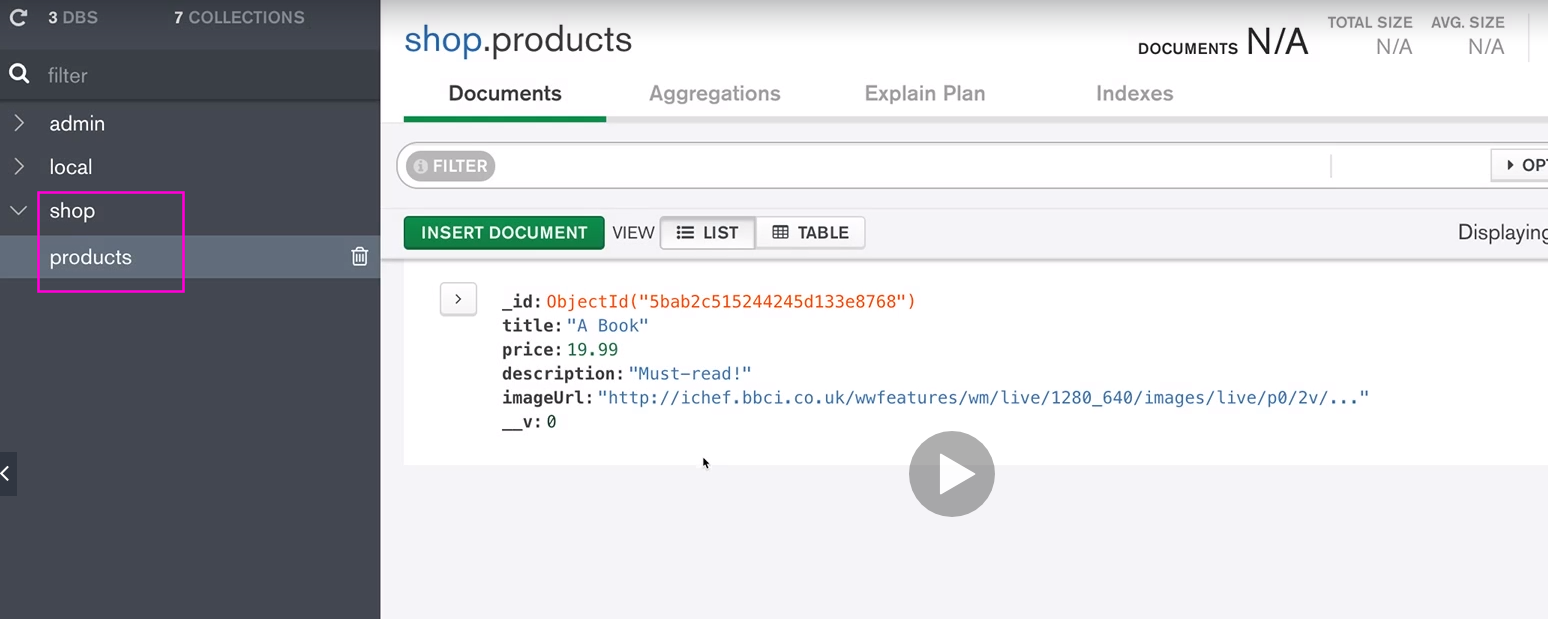 3 DBS 7 COLLECTIONS
filter
admin
local
shop
products
shop.products
DOCUMENTS N/A
TOTAL SIZE AVG. SIZE
N/A N/A
Documents Aggregations Explain Plan Indexes
FILTER
OPT
INSERT DOCUMENT VIEW LIST TABLE
Displaying
_id: ObjectId("5bab2c515244245d133e8768")
title: "A Book"
price: 19.99
description: "Must-read!"
imageUrl: "http://ichef.bbci.co.uk/wwfeatures/wm/live/1280_640/images/live/p0/2v/..."
__v: 0